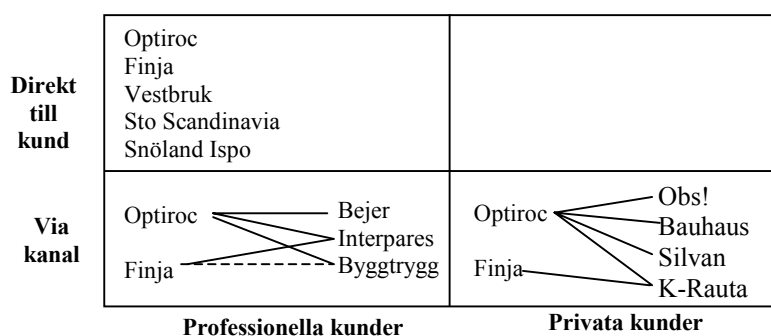 Direkt
till
kund
Optiroc
Finja
Vestbruk
Sto Scandinavia
Snöland Ispo
Via
kanal
Optiroc
Finja
Bejer
Interpares
Byggtrygg
Optiroc
Finja
Obs!
Bauhaus
Silvan
K-Rauta
Professionella kunder
Privata kunder